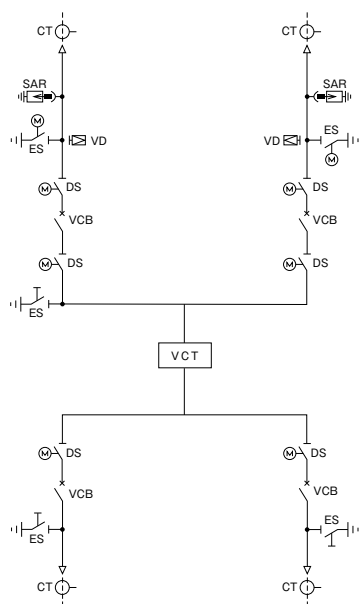 CT CT
SAR SAR
M
ES VD VD ES
M
M DS M DS
VCB VCB
M DS M DS
ES
VCT
M DS M DS
VCB VCB
ES ES
CT CT